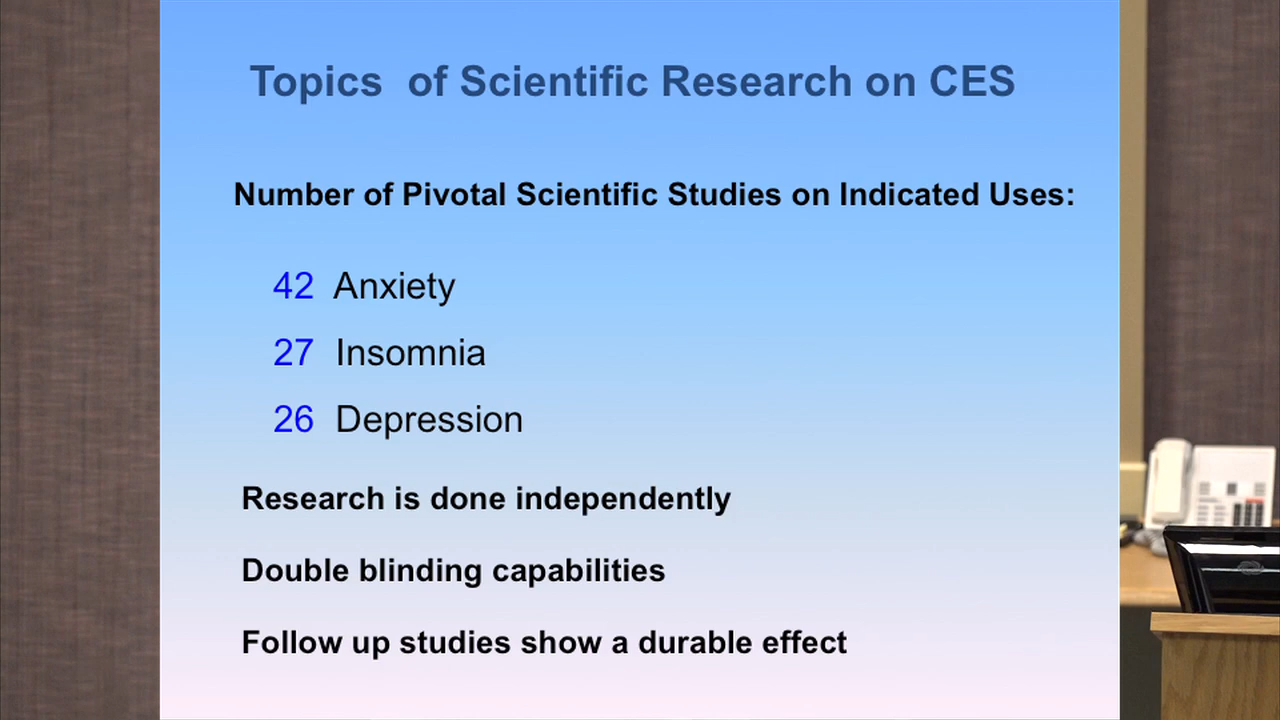 Topics of Scientific Research on CES
Number of Pivotal Scientific Studies on Indicated Uses:
42 Anxiety
27 Insomnia
26 Depression
Research is done independently
Double blinding capabilities
Follow up studies show a durable effect